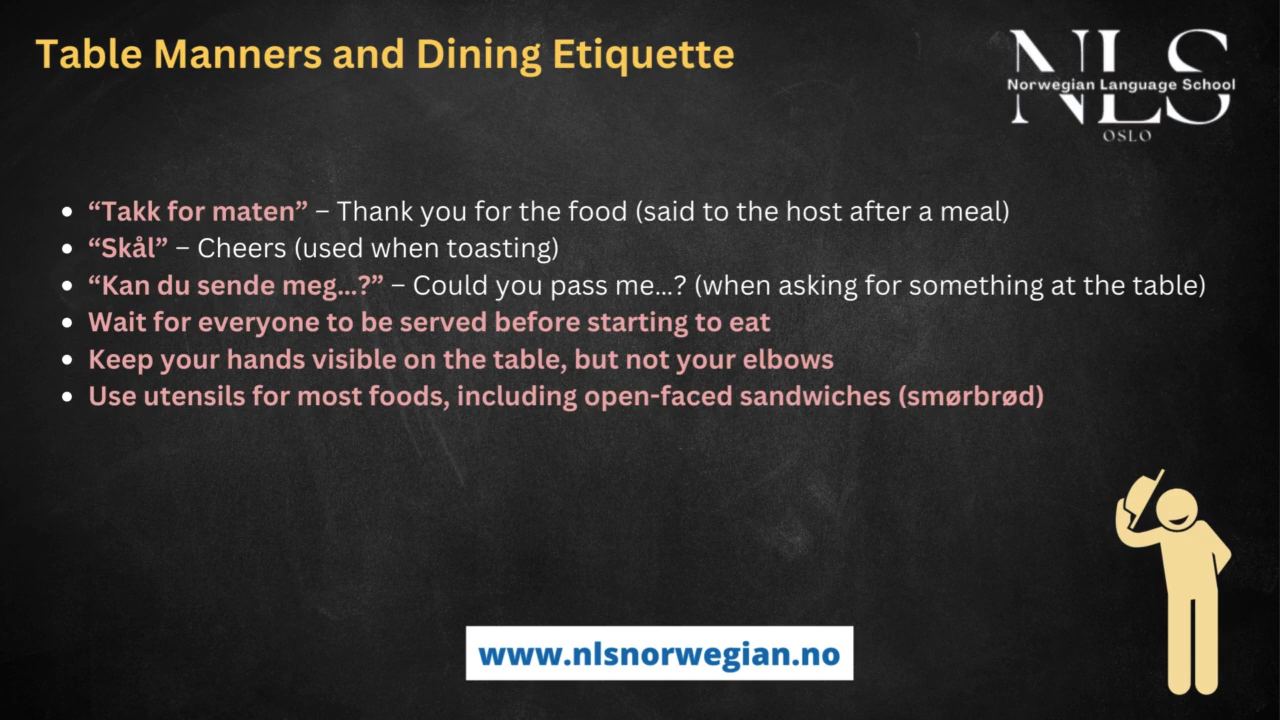 Table Manners and Dining Etiquette
NLS
Norwegian Language School
OSLO
• “Takk for maten” – Thank you for the food (said to the host after a meal)
• “Skål” – Cheers (used when toasting)
• “Kan du sende meg...?” – Could you pass me...? (when asking for something at the table)
• Wait for everyone to be served before starting to eat
• Keep your hands visible on the table, but not your elbows
• Use utensils for most foods, including open-faced sandwiches (smørbrød)
www.nlsnorwegian.no